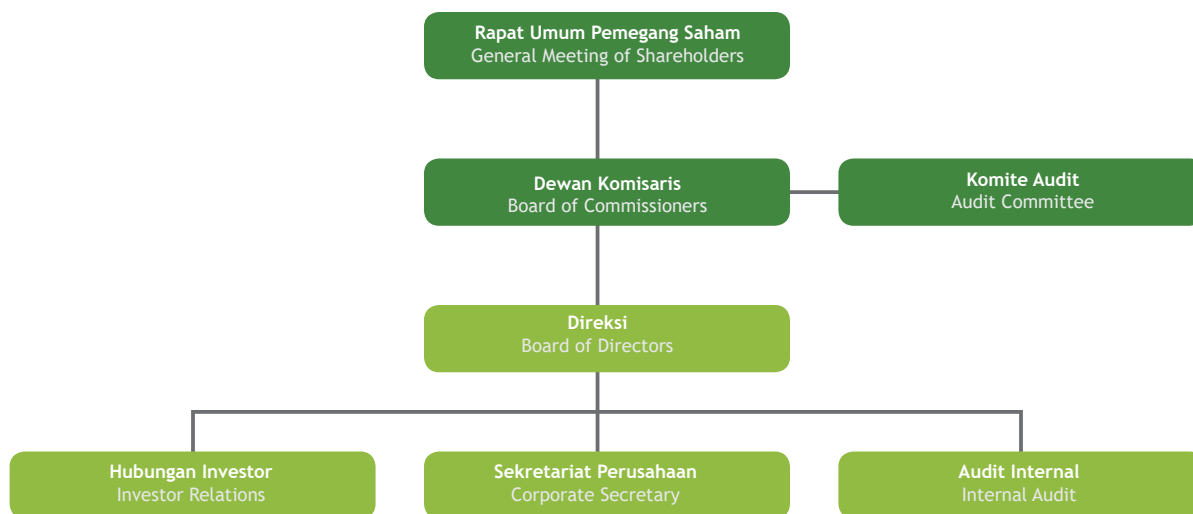 Rapat Umum Pemegang Saham
General Meeting of Shareholders
Dewan Komisaris
Board of Commissioners
Komite Audit
Audit Committee
Direksi
Board of Directors
Hubungan Investor
Investor Relations
Sekretariat Perusahaan
Corporate Secretary
Audit Internal
Internal Audit